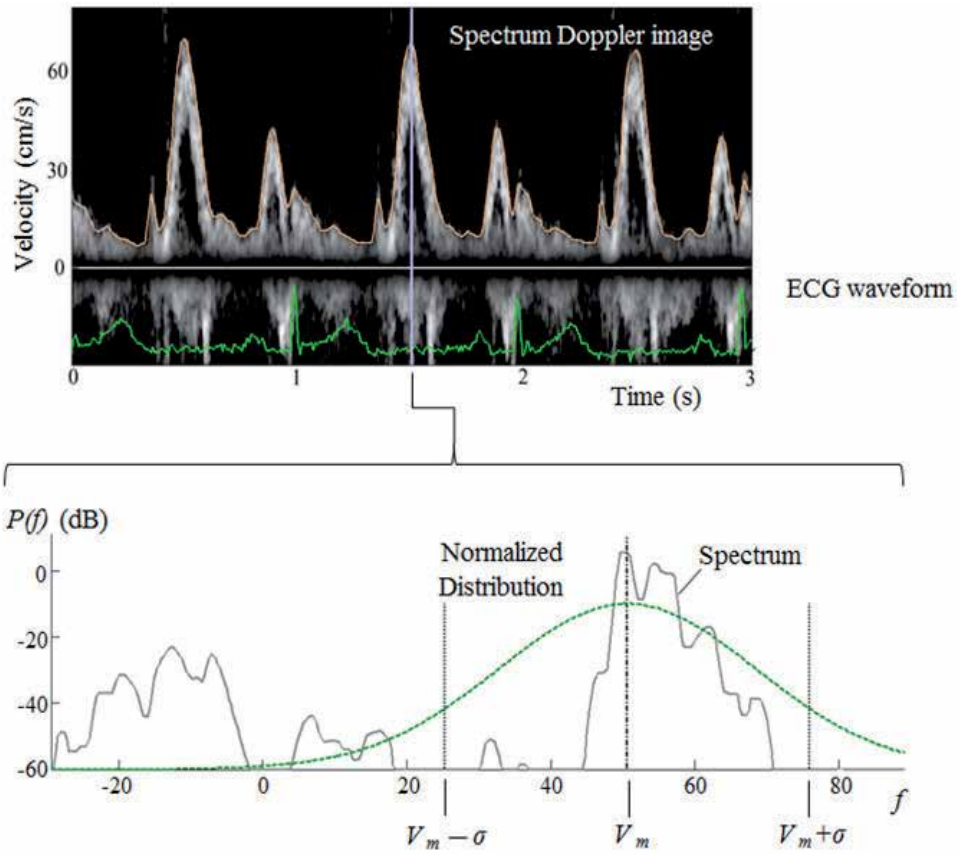 Spectrum Doppler image
Velocity (cm/s)
60
30
0
ECG waveform
0 1 2 3
Time (s)
P(f) (dB)
Normalized
Distribution
Spectrum
0
-20
-40
-60
-20 0 20 40 60 80 f
V_m − σ V_m V_m+σ